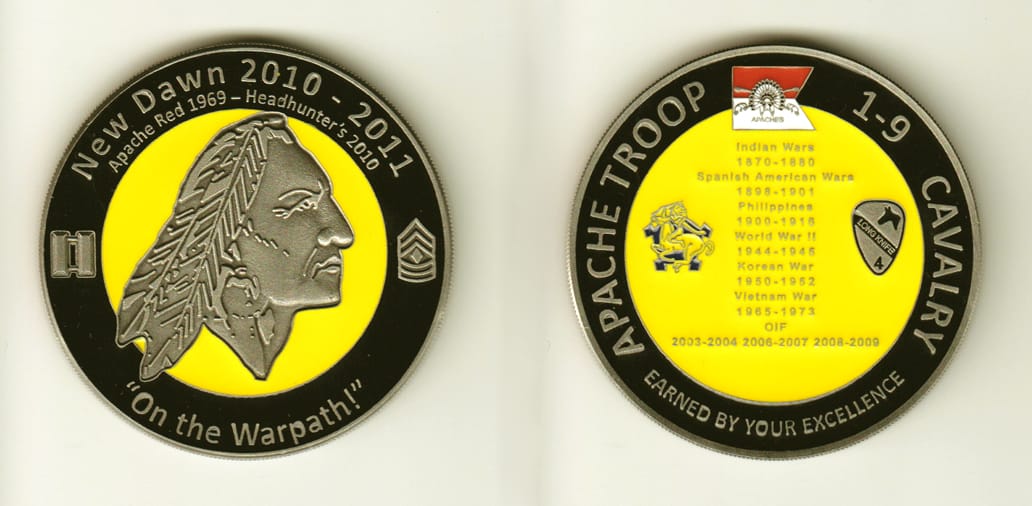 New Dawn 2010 - 2011
Apache Red 1969 – Headhunter's 2010
"On the Warpath!"
APACHE TROOP 1-9 CAVALRY
APACHES
Indian Wars
1870-1880
Spanish American Wars
1898-1901
Philippines
1900-1916
World War II
1944-1945
Korean War
1950-1952
Vietnam War
1965-1973
OIF
2003-2004 2006-2007 2008-2009
LONG KNIFE
4
EARNED BY YOUR EXCELLENCE